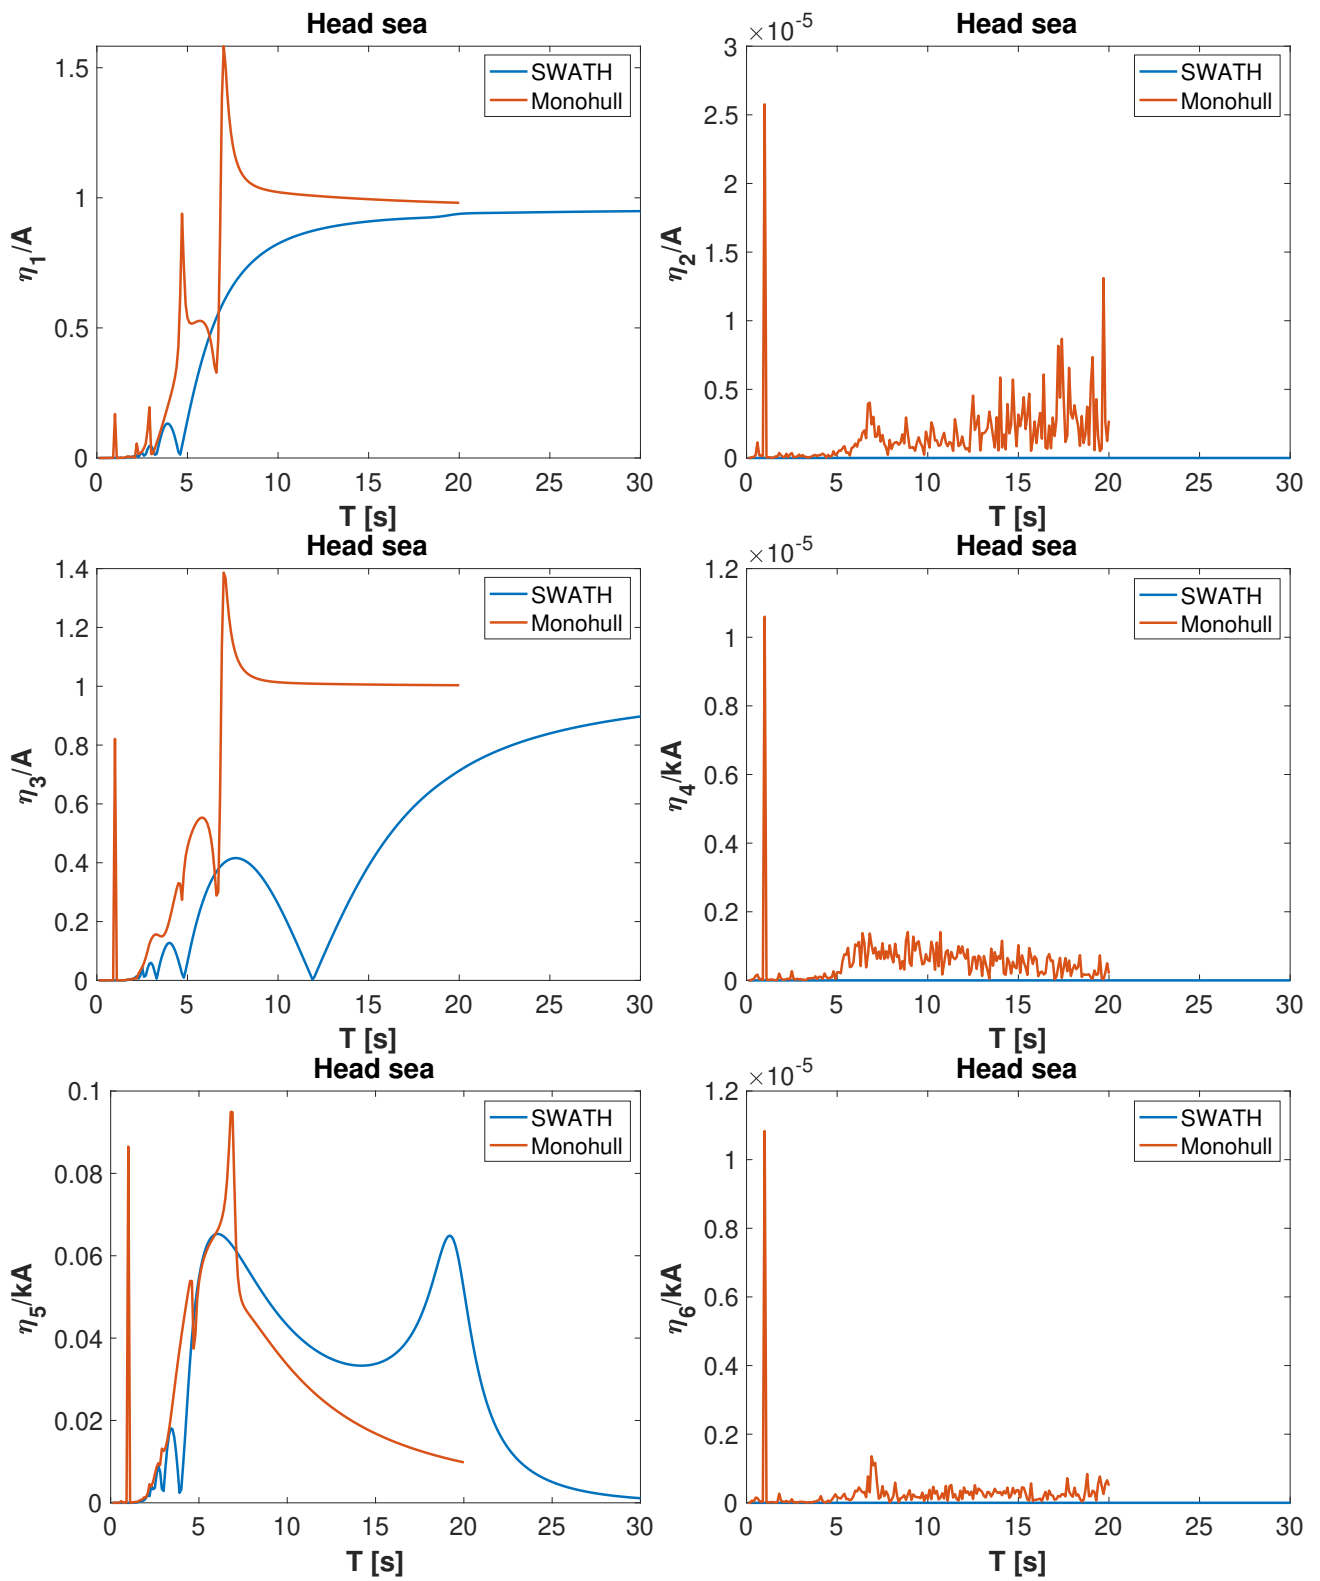 Head sea
SWATH
Monohull
1.5
1
0.5
0
η1/A
0 5 10 15 20 25 30
T [s]
Head sea
×10-5
SWATH
Monohull
3
2.5
2
1.5
1
0.5
0
η2/A
0 5 10 15 20 25 30
T [s]
Head sea
SWATH
Monohull
1.4
1.2
1
0.8
0.6
0.4
0.2
0
η3/A
0 5 10 15 20 25 30
T [s]
Head sea
×10-5
SWATH
Monohull
1.2
1
0.8
0.6
0.4
0.2
0
η4/kA
0 5 10 15 20 25 30
T [s]
Head sea
SWATH
Monohull
0.1
0.08
0.06
0.04
0.02
0
η5/kA
0 5 10 15 20 25 30
T [s]
Head sea
×10-5
SWATH
Monohull
1.2
1
0.8
0.6
0.4
0.2
0
η6/kA
0 5 10 15 20 25 30
T [s]